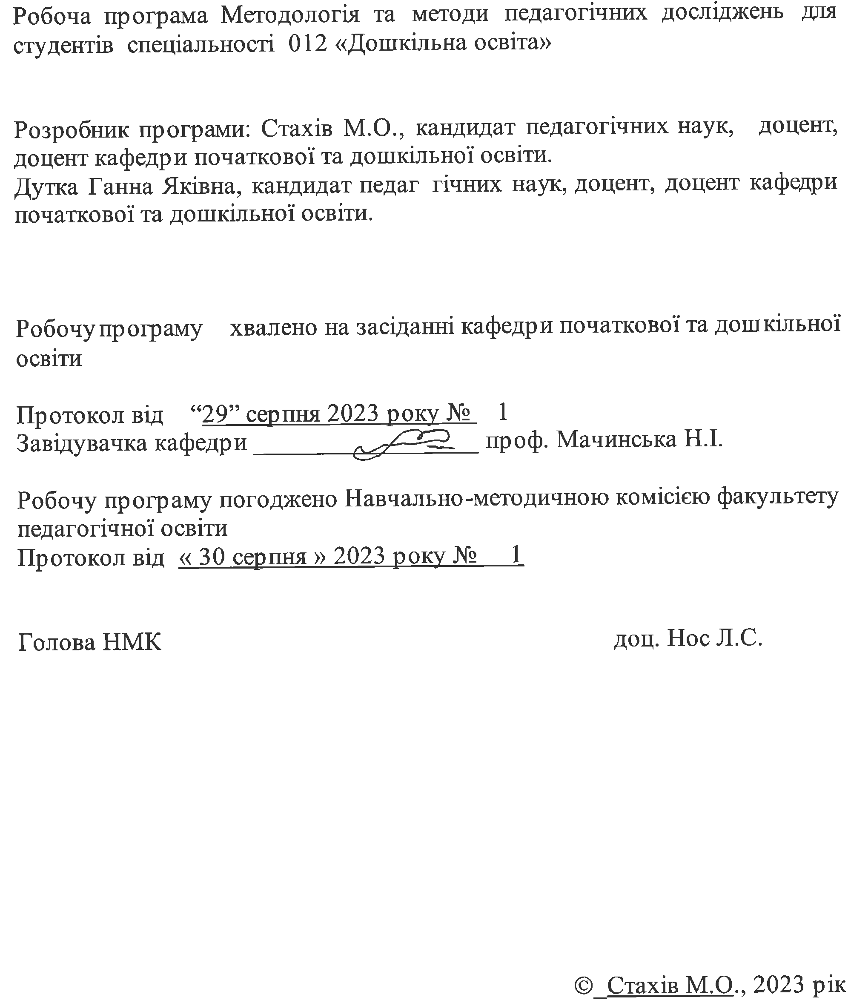 Робоча програма Методологія та методи педагогічних досліджень для
студентів спеціальності 012 «Дошкільна освіта»
Розробник програми: Стахів М.О., кандидат педагогічних наук, доцент,
доцент кафедри початкової та дошкільної освіти.
Дутка Ганна Яківна, кандидат педаг гічних наук, доцент, доцент кафедри
початкової та дошкільної освіти.
Робочу програму хвалено на засіданні кафедри початкової та дошкільної
освіти
Протокол від “29” серпня 2023 року № 1
Завідувачка кафедри проф. Мачинська Н.І.
Робочу програму погоджено Навчально-методичною комісією факультету
педагогічної освіти
Протокол від « 30 серпня » 2023 року № 1
Голова НМК доц. Нос Л.С.
© Стахів М.О., 2023 рік